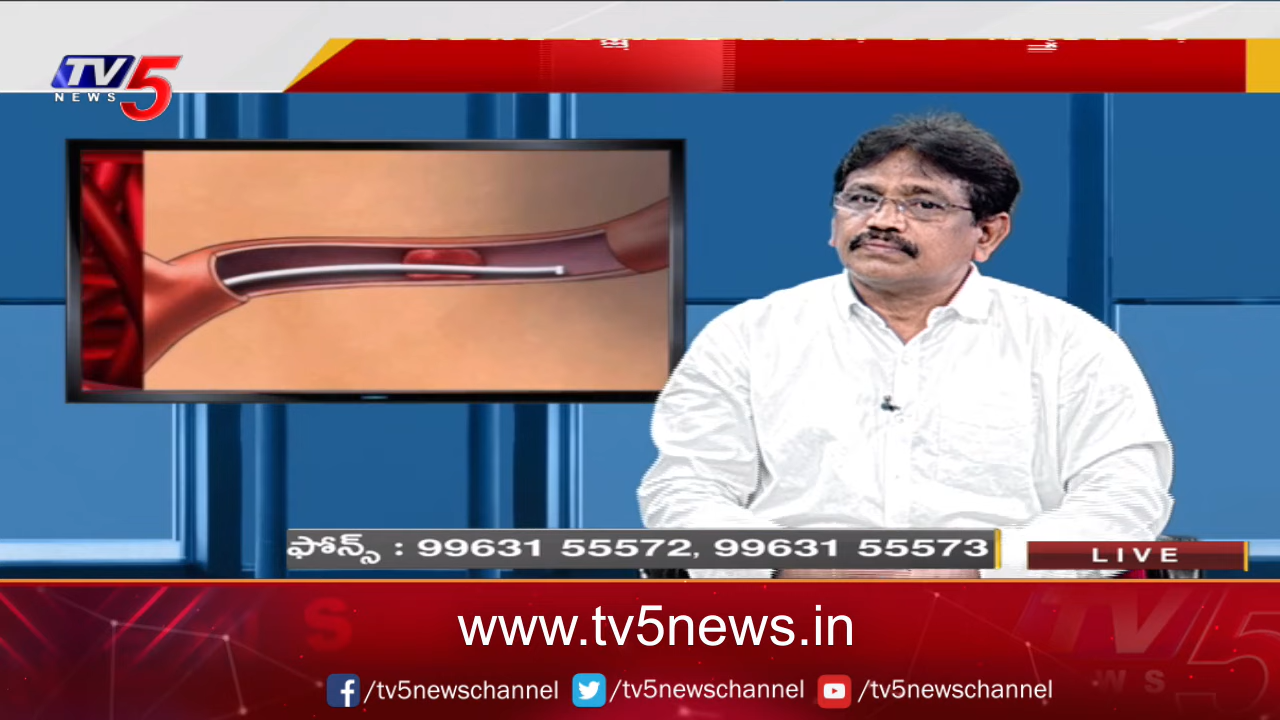 TV5
NEWS
ఫోన్స్ : 99631 55572, 99631 55573
LIVE
www.tv5news.in
/tv5newschannel /tv5newschannel /tv5newschannel